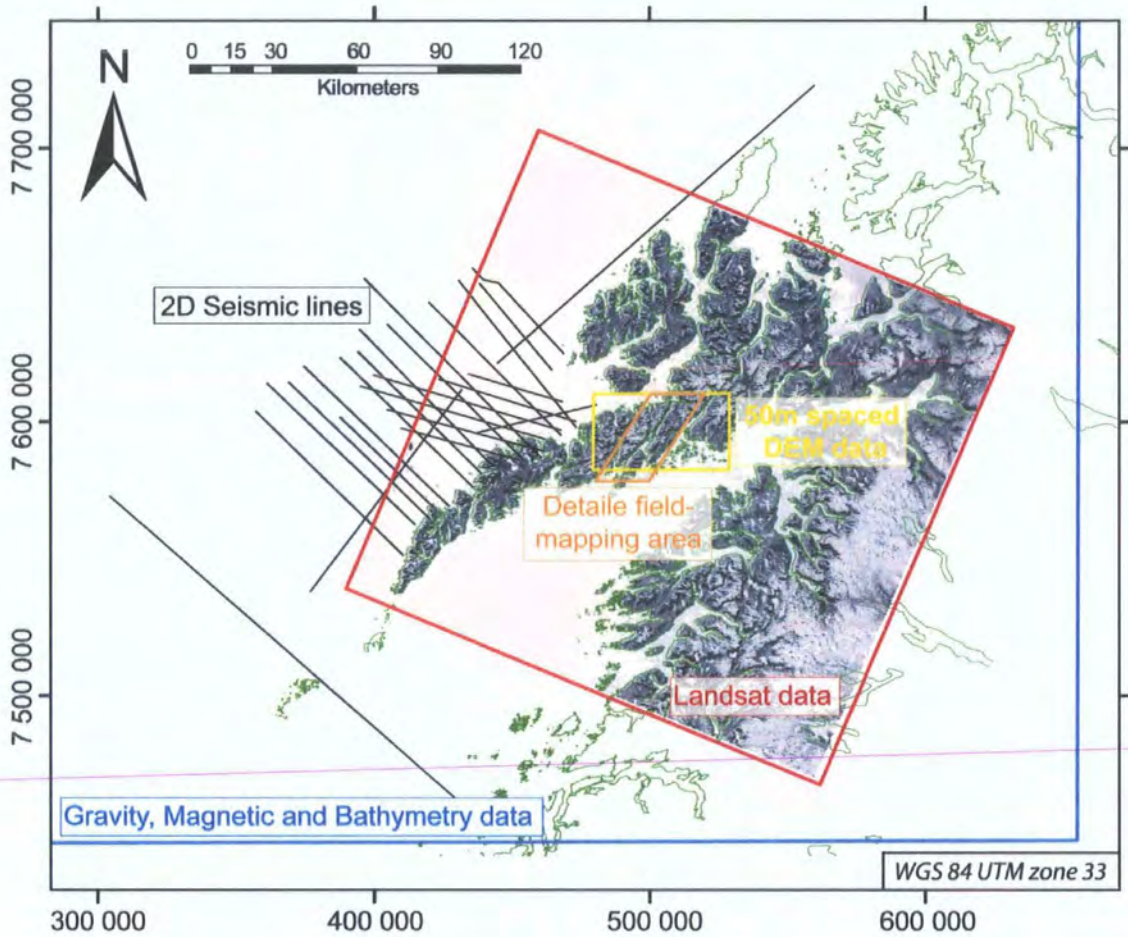 N
0 15 30 60 90 120
Kilometers
7 700 000
2D Seismic lines
7 600 000
50m spaced
DEM data
Detaile field-
mapping area
7 500 000
Landsat data
Gravity, Magnetic and Bathymetry data
WGS 84 UTM zone 33
300 000 400 000 500 000 600 000